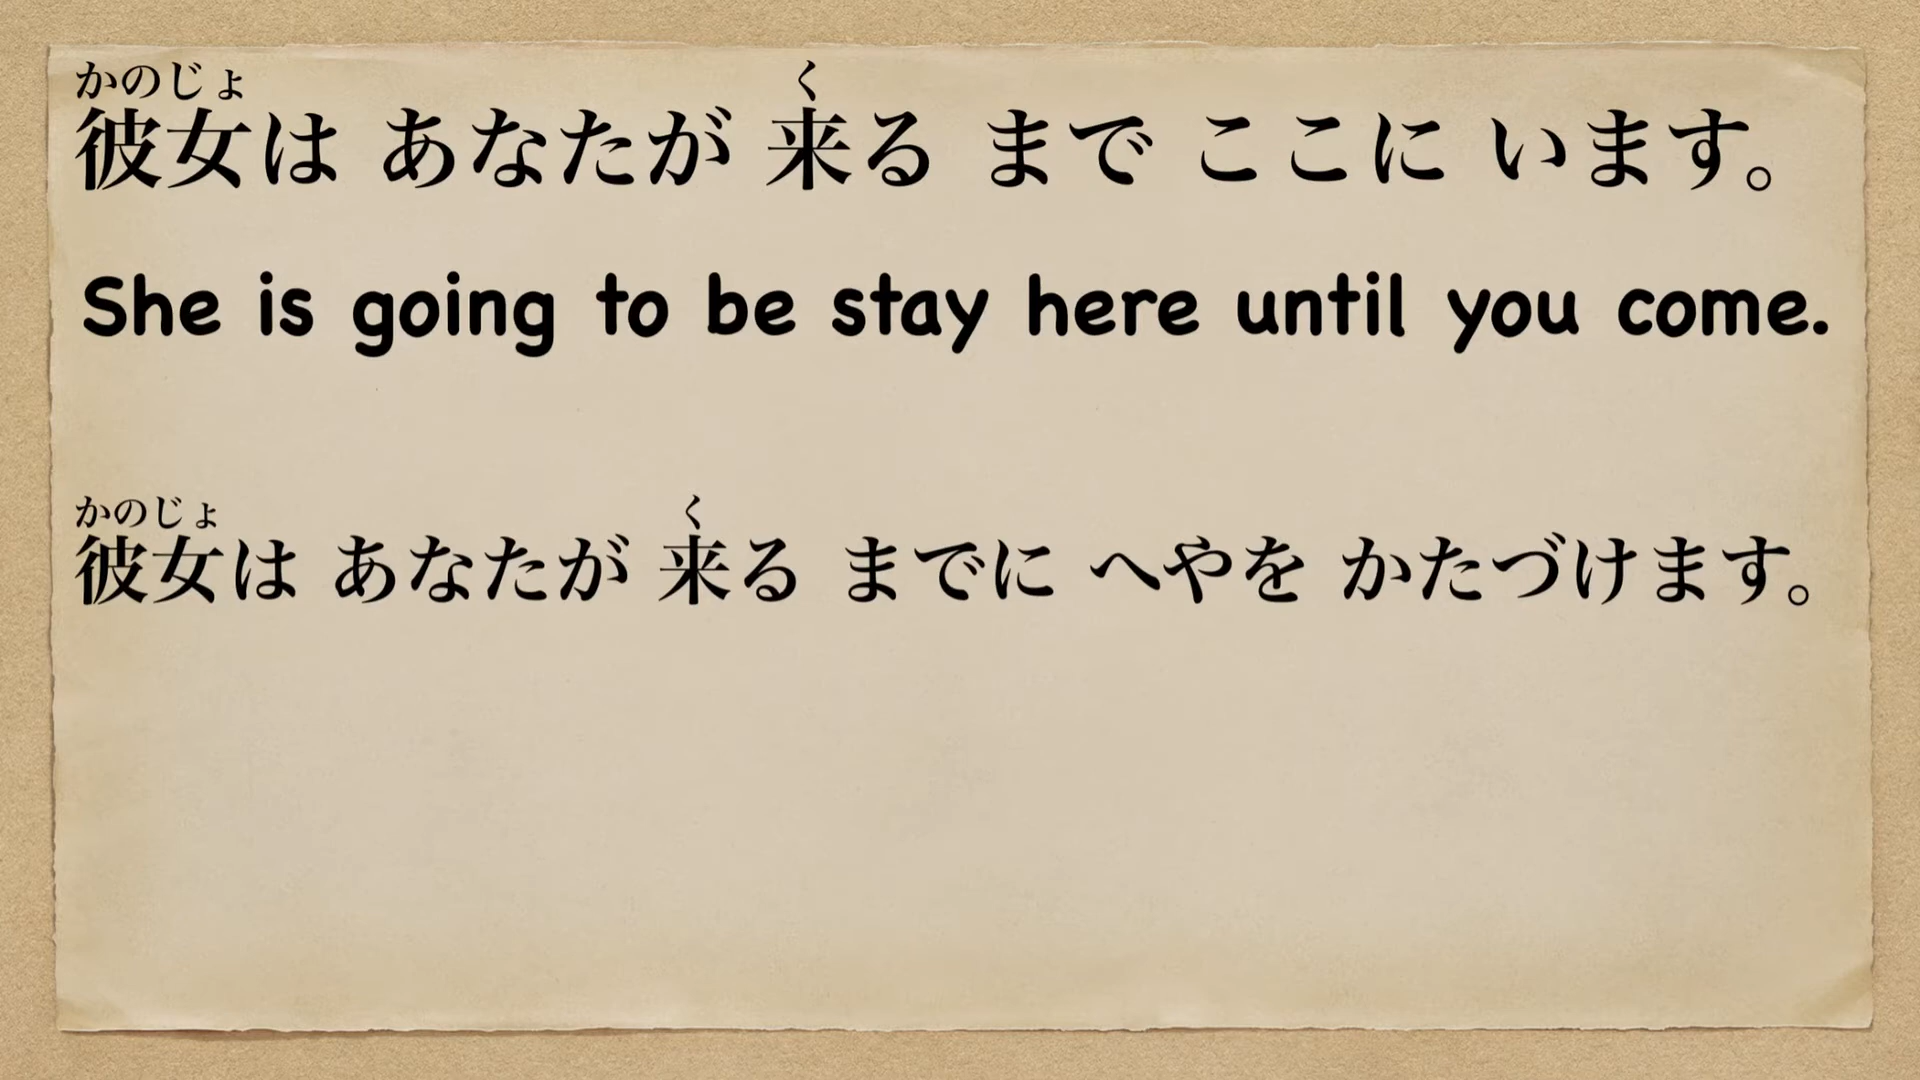 かのじょ く
彼女は あなたが 来る まで ここに います。
She is going to be stay here until you come.
かのじょ く
彼女は あなたが 来る までに へやを かたづけます。